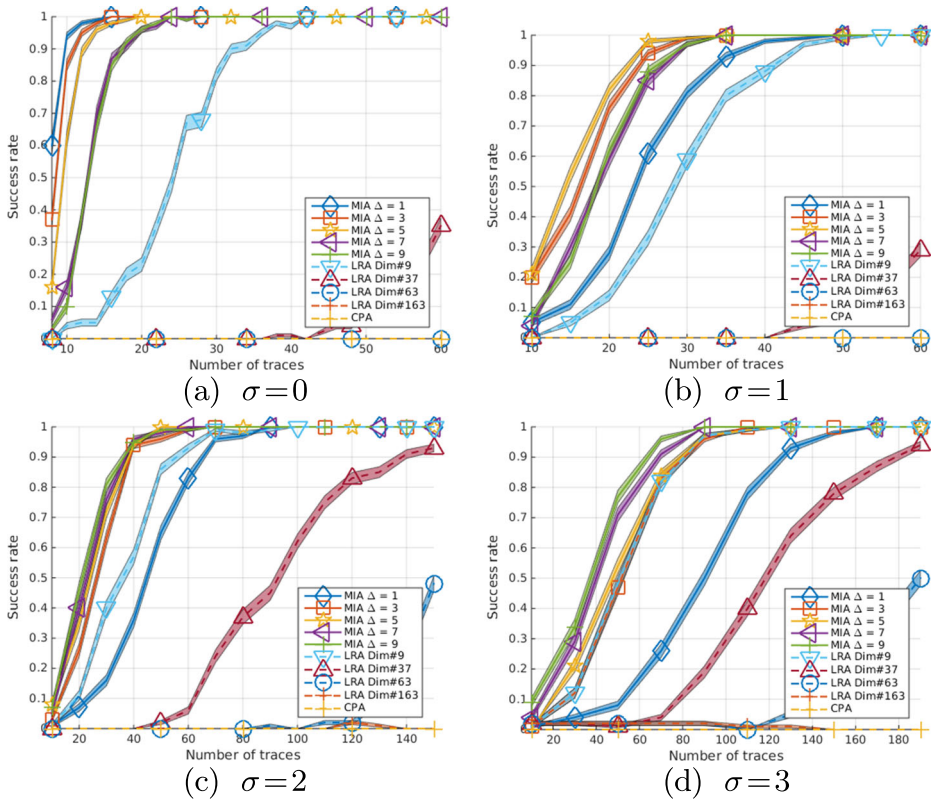 1
0.9
0.8
0.7
0.6
0.5
0.4
0.3
0.2
0.1
0
Success rate
MIA Δ = 1
MIA Δ = 3
MIA Δ = 5
MIA Δ = 7
MIA Δ = 9
LRA Dim#9
LRA Dim#37
LRA Dim#63
LRA Dim#163
CPA
10 20 30 40 50 60
Number of traces
(a) σ=0
1
0.9
0.8
0.7
0.6
0.5
0.4
0.3
0.2
0.1
0
Success rate
MIA Δ = 1
MIA Δ = 3
MIA Δ = 5
MIA Δ = 7
MIA Δ = 9
LRA Dim#9
LRA Dim#37
LRA Dim#63
LRA Dim#163
CPA
10 20 30 40 50 60
Number of traces
(b) σ=1
1
0.9
0.8
0.7
0.6
0.5
0.4
0.3
0.2
0.1
0
Success rate
MIA Δ = 1
MIA Δ = 3
MIA Δ = 5
MIA Δ = 7
MIA Δ = 9
LRA Dim#9
LRA Dim#37
LRA Dim#63
LRA Dim#163
CPA
20 40 60 80 100 120 140
Number of traces
(c) σ=2
1
0.9
0.8
0.7
0.6
0.5
0.4
0.3
0.2
0.1
0
Success rate
MIA Δ = 1
MIA Δ = 3
MIA Δ = 5
MIA Δ = 7
MIA Δ = 9
LRA Dim#9
LRA Dim#37
LRA Dim#63
LRA Dim#163
CPA
20 40 60 80 100 120 140 160 180
Number of traces
(d) σ=3